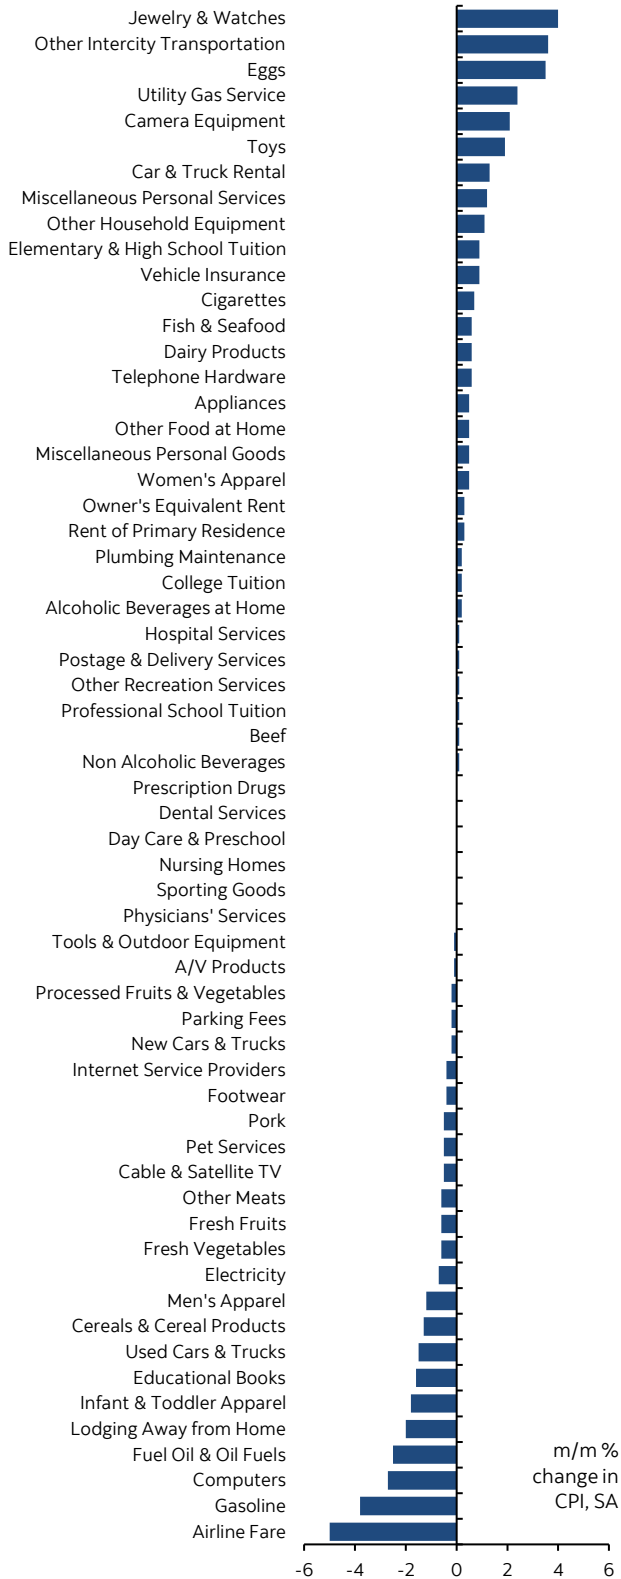 Jewelry & Watches
Other Intercity Transportation
Eggs
Utility Gas Service
Camera Equipment
Toys
Car & Truck Rental
Miscellaneous Personal Services
Other Household Equipment
Elementary & High School Tuition
Vehicle Insurance
Cigarettes
Fish & Seafood
Dairy Products
Telephone Hardware
Appliances
Other Food at Home
Miscellaneous Personal Goods
Women's Apparel
Owner's Equivalent Rent
Rent of Primary Residence
Plumbing Maintenance
College Tuition
Alcoholic Beverages at Home
Hospital Services
Postage & Delivery Services
Other Recreation Services
Professional School Tuition
Beef
Non Alcoholic Beverages
Prescription Drugs
Dental Services
Day Care & Preschool
Nursing Homes
Sporting Goods
Physicians' Services
Tools & Outdoor Equipment
A/V Products
Processed Fruits & Vegetables
Parking Fees
New Cars & Trucks
Internet Service Providers
Footwear
Pork
Pet Services
Cable & Satellite TV
Other Meats
Fresh Fruits
Fresh Vegetables
Electricity
Men's Apparel
Cereals & Cereal Products
Used Cars & Trucks
Educational Books
Infant & Toddler Apparel
Lodging Away from Home
Fuel Oil & Oil Fuels
Computers
Gasoline
Airline Fare
m/m %
change in
CPI, SA
-6 -4 -2 0 2 4 6